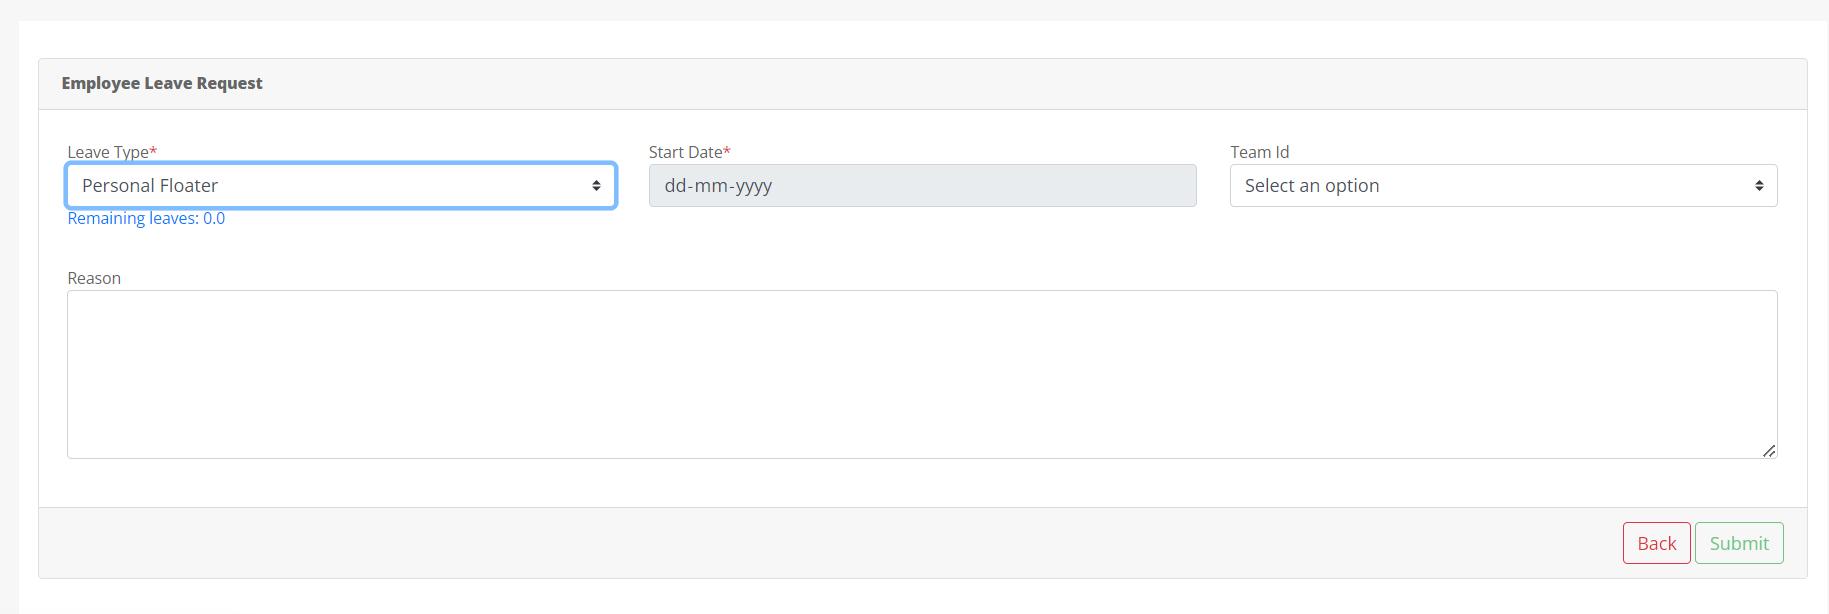 Employee Leave Request
Leave Type* Start Date* Team Id
Personal Floater dd-mm-yyyy Select an option
Remaining leaves: 0.0
Reason
Back Submit